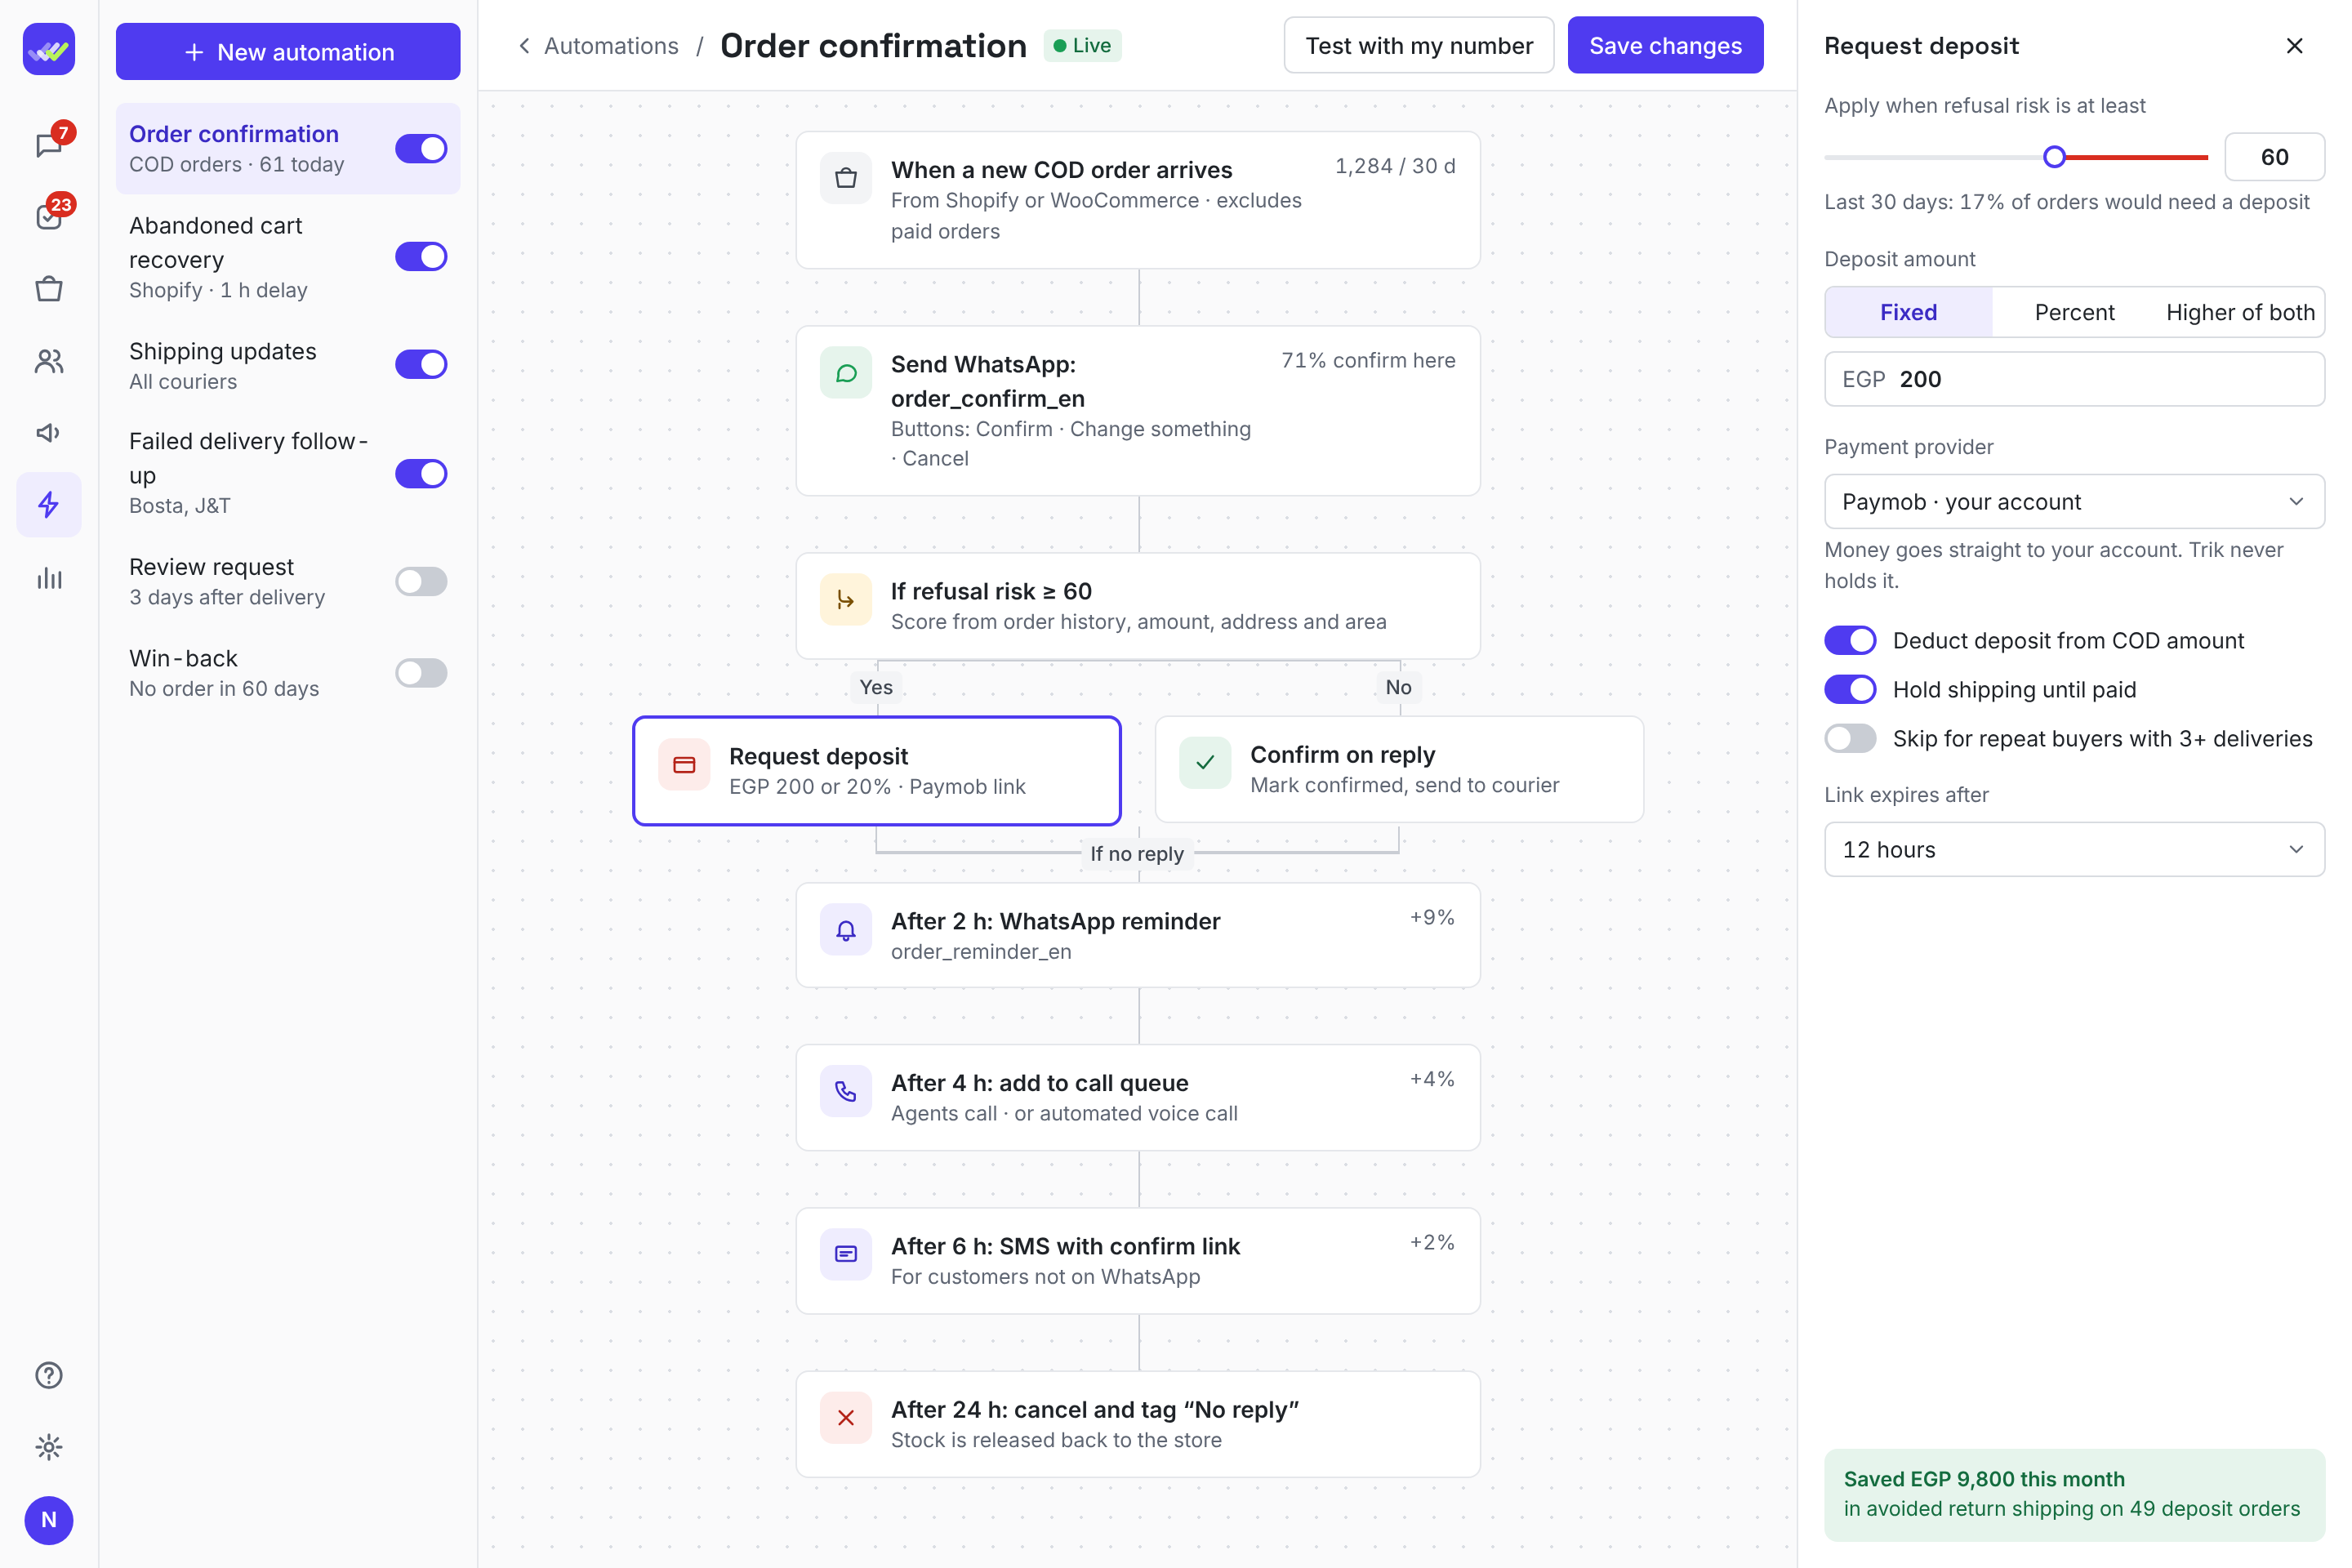 7
23
N
+ New automation
Order confirmation
COD orders · 61 today
Abandoned cart
recovery
Shopify · 1 h delay
Shipping updates
All couriers
Failed delivery follow-
up
Bosta, J&T
Review request
3 days after delivery
Win-back
No order in 60 days
Automations / Order confirmation
Live
Test with my number
Save changes
When a new COD order arrives
1,284 / 30 d
From Shopify or WooCommerce · excludes
paid orders
Send WhatsApp:
71% confirm here
order_confirm_en
Buttons: Confirm · Change something
· Cancel
If refusal risk ≥ 60
Score from order history, amount, address and area
Yes
No
Request deposit
EGP 200 or 20% · Paymob link
Confirm on reply
Mark confirmed, send to courier
If no reply
After 2 h: WhatsApp reminder
+9%
order_reminder_en
After 4 h: add to call queue
+4%
Agents call · or automated voice call
After 6 h: SMS with confirm link
+2%
For customers not on WhatsApp
After 24 h: cancel and tag “No reply”
Stock is released back to the store
Request deposit
Apply when refusal risk is at least
60
Last 30 days: 17% of orders would need a deposit
Deposit amount
Fixed
Percent
Higher of both
EGP 200
Payment provider
Paymob · your account
Money goes straight to your account. Trik never
holds it.
Deduct deposit from COD amount
Hold shipping until paid
Skip for repeat buyers with 3+ deliveries
Link expires after
12 hours
Saved EGP 9,800 this month
in avoided return shipping on 49 deposit orders